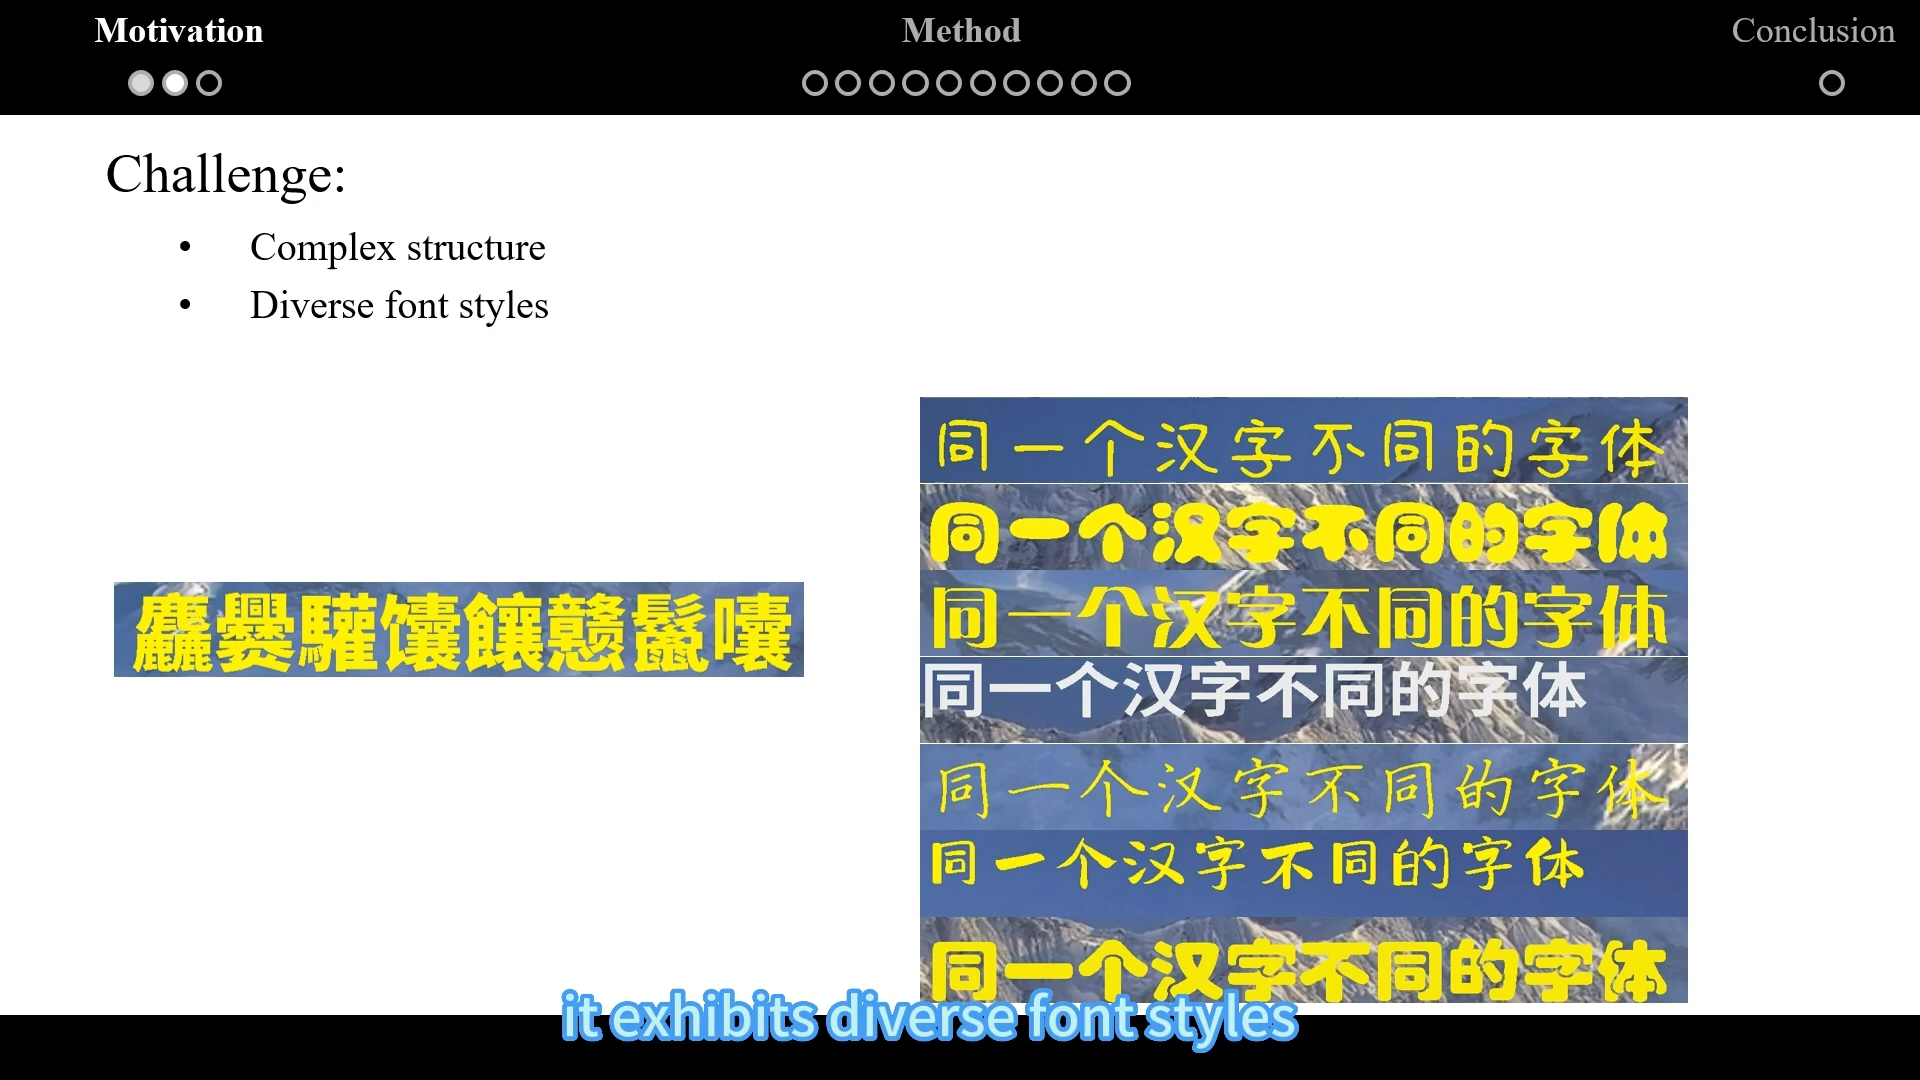 Motivation
Method
Conclusion
Challenge:
• Complex structure
• Diverse font styles
同一个汉字不同的字体
同一个汉字不同的字体
麤爨驩馕饟戆鬣囔
同一个汉字不同的字体
同一个汉字不同的字体
同一个汉字不同的字体
同一个汉字不同的字体
同一个汉字不同的字体
it exhibits diverse font styles